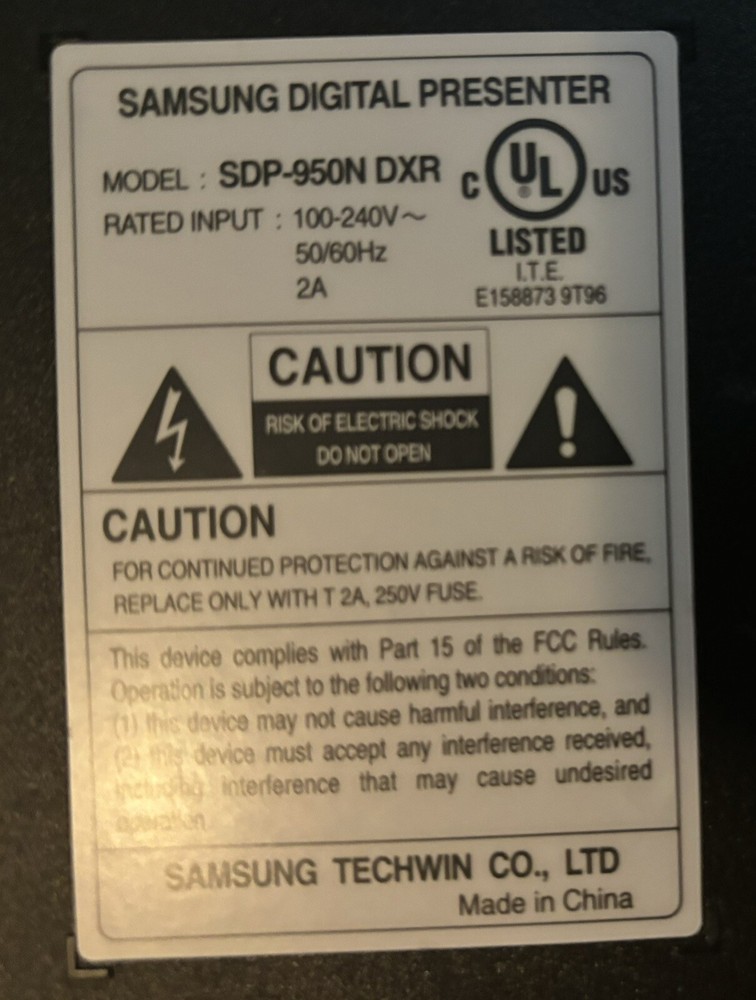 SAMSUNG DIGITAL PRESENTER
MODEL : SDP-950N DXR
RATED INPUT : 100-240V~
50/60Hz
2A
C UL US
®
LISTED
I.T.E.
E158873 9T96
CAUTION
RISK OF ELECTRIC SHOCK
DO NOT OPEN
CAUTION
FOR CONTINUED PROTECTION AGAINST A RISK OF FIRE,
REPLACE ONLY WITH T 2A, 250V FUSE.
This device complies with Part 15 of the FCC Rules.
Operation is subject to the following two conditions:
(1) this device may not cause harmful interference, and
(2) this device must accept any interference received,
including interference that may cause undesired
operation.
SAMSUNG TECHWIN CO., LTD
Made in China